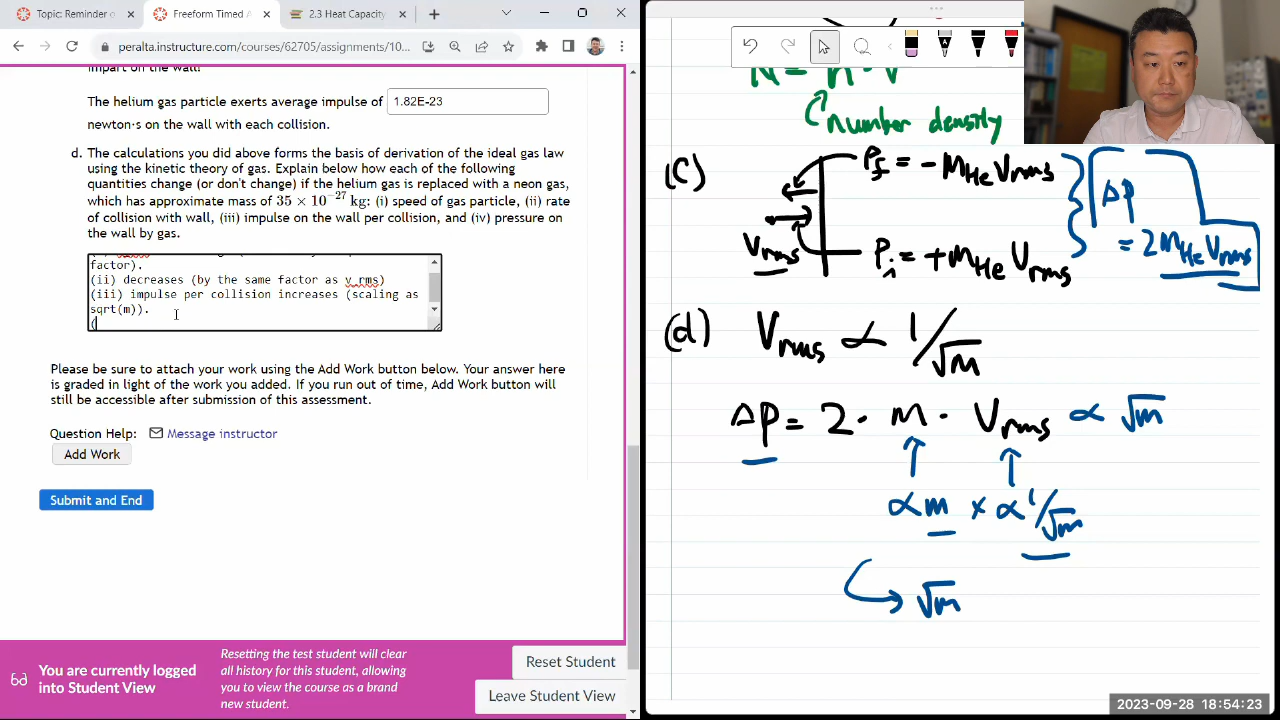 Topic Reminder o
Freeform Timed A
2.3 Heat Capacit
peralta.instructure.com/courses/62705/assignments/10...
impart on the wall.
The helium gas particle exerts average impulse of 1.82E-23
newton·s on the wall with each collision.
d. The calculations you did above forms the basis of derivation of the ideal gas law
using the kinetic theory of gas. Explain below how each of the following
quantities change (or don't change) if the helium gas is replaced with a neon gas,
which has approximate mass of 35 × 10⁻²⁷ kg: (i) speed of gas particle, (ii) rate
of collision with wall, (iii) impulse on the wall per collision, and (iv) pressure on
the wall by gas.
factor).
(ii) decreases (by the same factor as v_rms)
(iii) impulse per collision increases (scaling as
sqrt(m)).
(
Please be sure to attach your work using the Add Work button below. Your answer here
is graded in light of the work you added. If you run out of time, Add Work button will
still be accessible after submission of this assessment.
Question Help: Message instructor
Add Work
Submit and End
You are currently logged
into Student View
Resetting the test student will clear
all history for this student, allowing
you to view the course as a brand
new student.
Reset Student
Leave Student View
N = n · V
number density
(c)
P_f = - M_He V_rms
V_rms
P_i = + M_He V_rms
ΔP
= 2 M_He V_rms
(d) V_rms ∝ 1/√m
ΔP = 2 · m · V_rms ∝ √m
∝ m × ∝ 1/√m
√m
2023-09-28 18:54:23